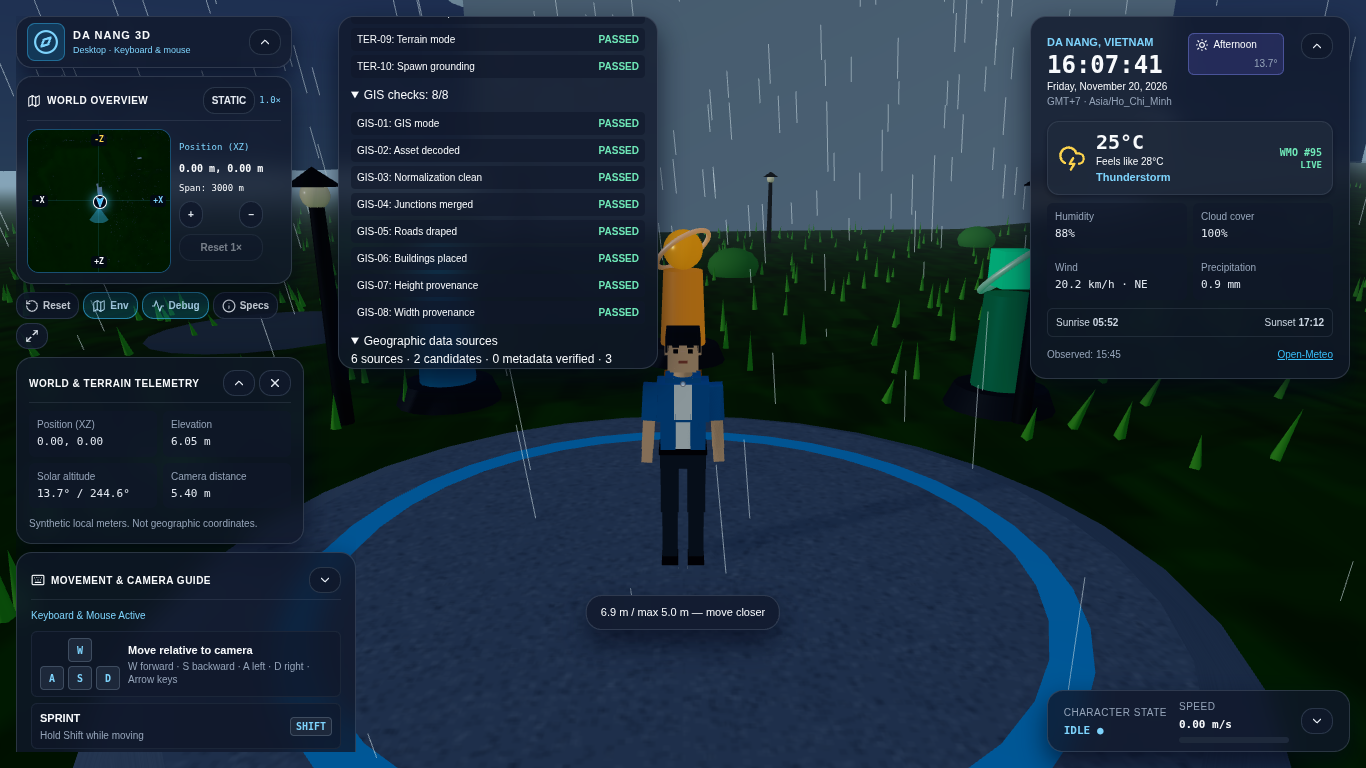 DA NANG 3D
Desktop · Keyboard & mouse
WORLD OVERVIEW
STATIC
1.0×
-Z
-X
+X
+Z
Position (XZ)
0.00 m, 0.00 m
Span: 3000 m
+
−
Reset 1×
Reset
Env
Debug
Specs
WORLD & TERRAIN TELEMETRY
Position (XZ)
0.00, 0.00
Elevation
6.05 m
Solar altitude
13.7° / 244.6°
Camera distance
5.40 m
Synthetic local meters. Not geographic coordinates.
MOVEMENT & CAMERA GUIDE
Keyboard & Mouse Active
W
A S D
Move relative to camera
W forward · S backward · A left · D right ·
Arrow keys
SPRINT
Hold Shift while moving
SHIFT
TER-09: Terrain mode PASSED
TER-10: Spawn grounding PASSED
GIS checks: 8/8
GIS-01: GIS mode PASSED
GIS-02: Asset decoded PASSED
GIS-03: Normalization clean PASSED
GIS-04: Junctions merged PASSED
GIS-05: Roads draped PASSED
GIS-06: Buildings placed PASSED
GIS-07: Height provenance PASSED
GIS-08: Width provenance PASSED
Geographic data sources
6 sources · 2 candidates · 0 metadata verified · 3
6.9 m / max 5.0 m — move closer
DA NANG, VIETNAM
16:07:41
Friday, November 20, 2026
GMT+7 · Asia/Ho_Chi_Minh
Afternoon
13.7°
25°C
Feels like 28°C
Thunderstorm
WMO #95
LIVE
Humidity
88%
Cloud cover
100%
Wind
20.2 km/h · NE
Precipitation
0.9 mm
Sunrise 05:52
Sunset 17:12
Observed: 15:45
Open-Meteo
CHARACTER STATE
IDLE
SPEED
0.00 m/s